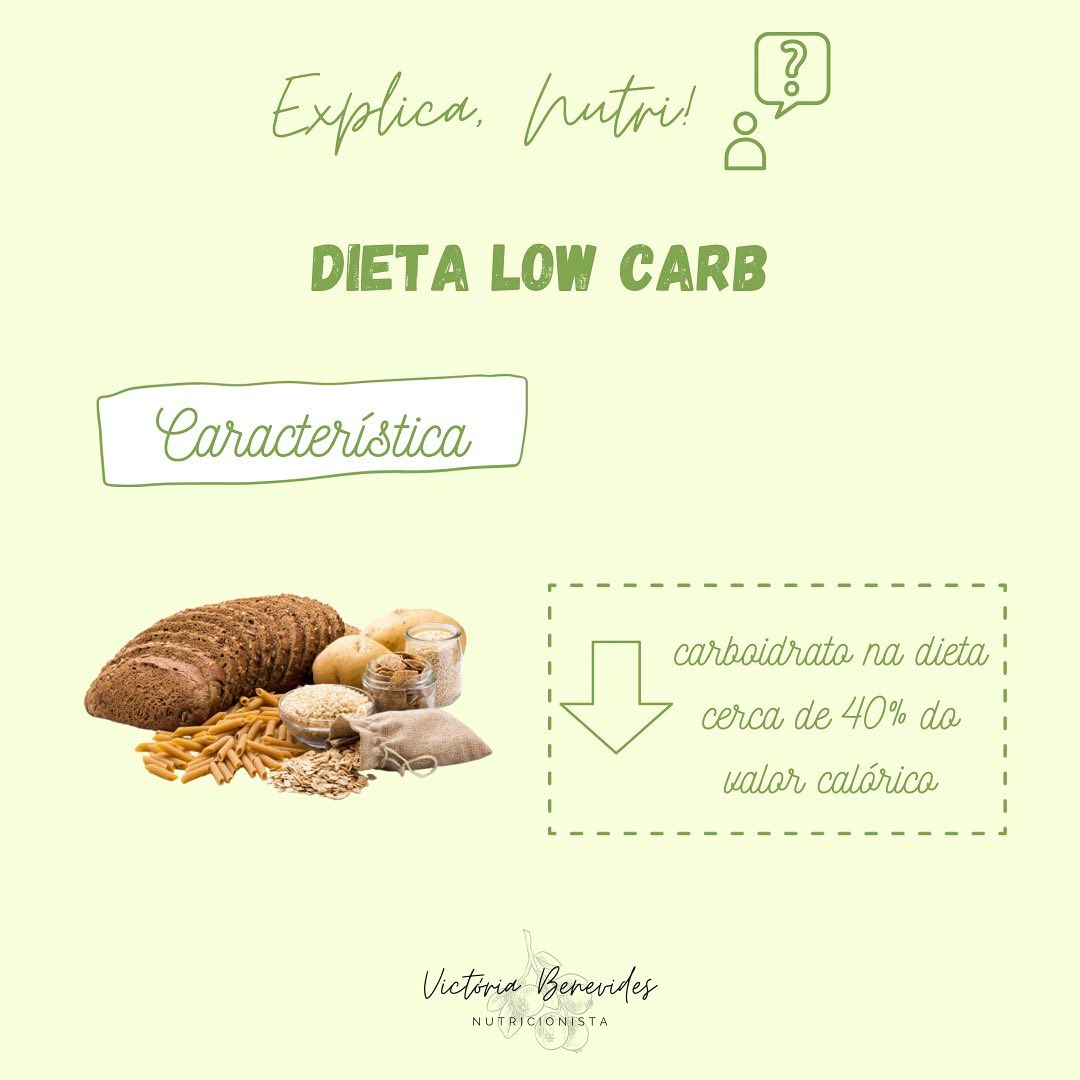 Explica, Nutri!
?
DIETA LOW CARB
Característica
carboidrato na dieta
cerca de 40% do
valor calórico
Victória Benevides
NUTRICIONISTA